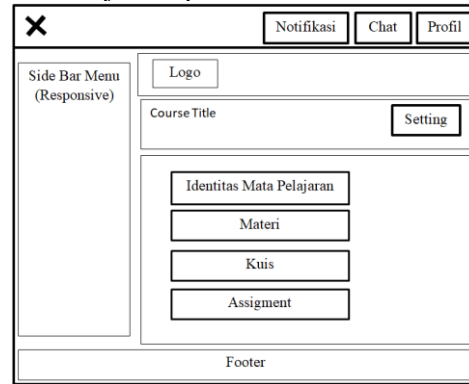 Notifikasi
Chat
Profil
Side Bar Menu
(Responsive)
Logo
Course Title
Setting
Identitas Mata Pelajaran
Materi
Kuis
Assigment
Footer